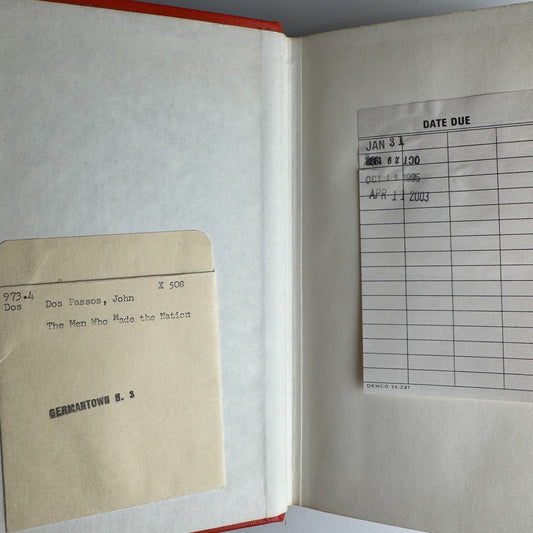 973.4 X 508
Dos Dos Passos, John
The Men Who Made the Nation
GERMANTOWN H. S
DATE DUE
JAN 31
OCT
APR 11 2003
DEMCO 38-297